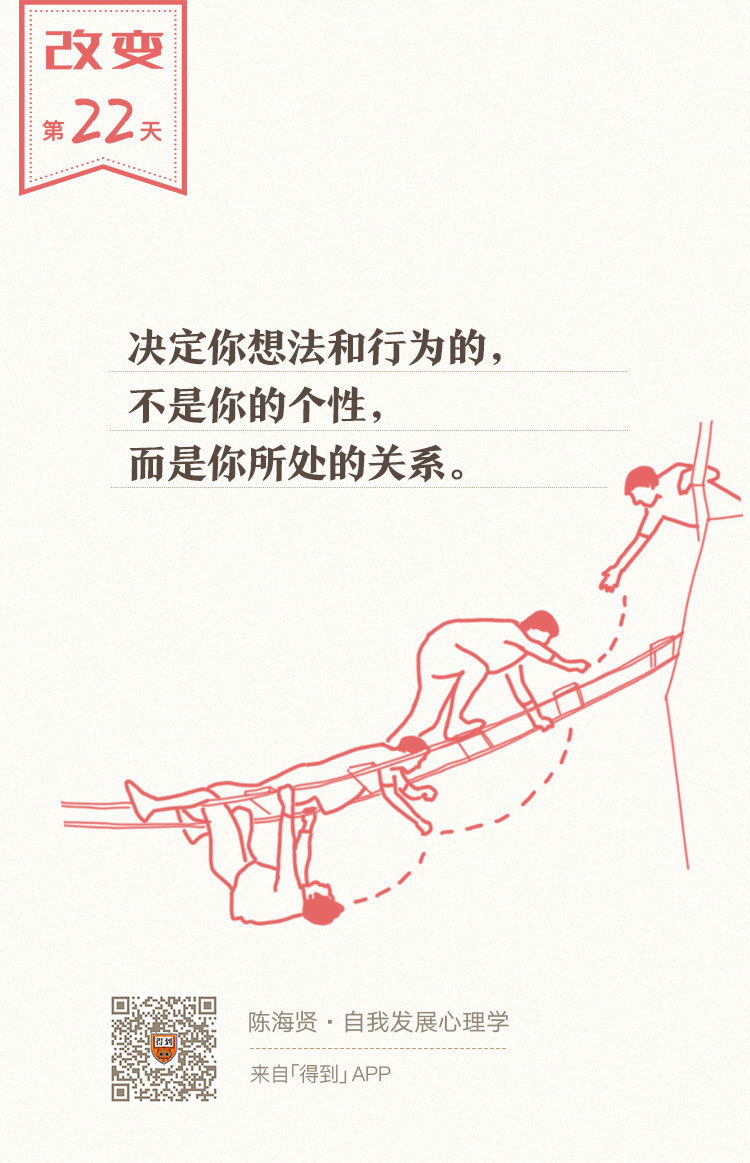 改变
第22天
决定你想法和行为的，
不是你的个性，
而是你所处的关系。
得到
陈海贤·自我发展心理学
来自「得到」APP